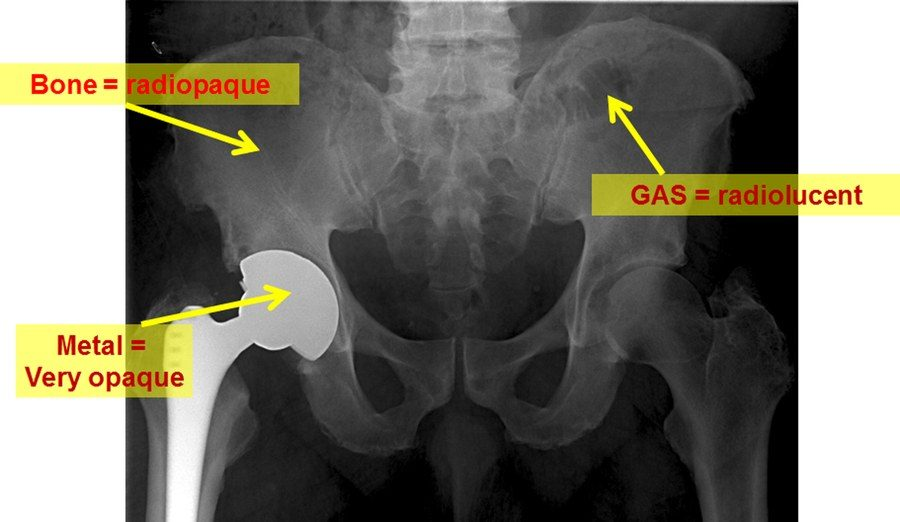 Bone = radiopaque
GAS = radiolucent
Metal =
Very opaque